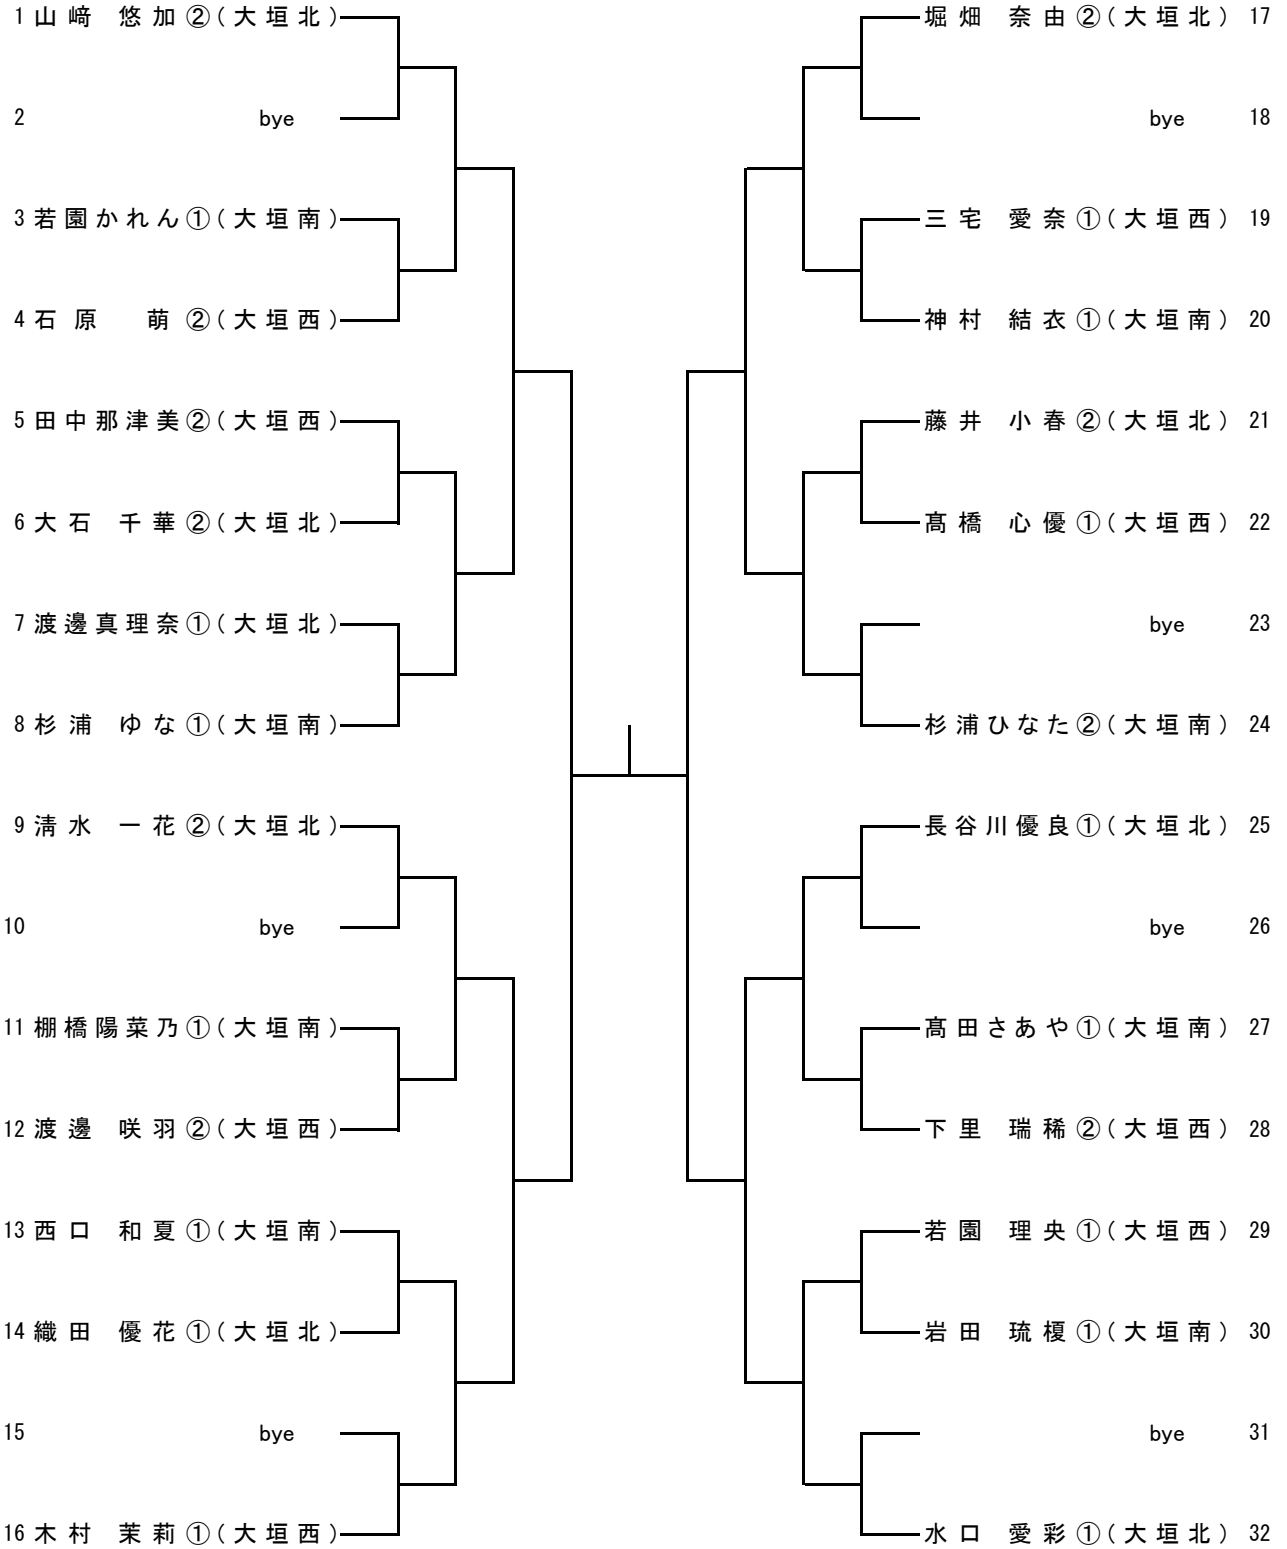 1 山﨑 悠加②(大垣北)
2 bye
3 若園かれん①(大垣南)
4 石原 萌②(大垣西)
5 田中那津美②(大垣西)
6 大石 千華②(大垣北)
7 渡邊真理奈①(大垣北)
8 杉浦 ゆな①(大垣南)
9 清水 一花②(大垣北)
10 bye
11 棚橋陽菜乃①(大垣南)
12 渡邊 咲羽②(大垣西)
13 西口 和夏①(大垣南)
14 織田 優花①(大垣北)
15 bye
16 木村 茉莉①(大垣西)
堀畑 奈由②(大垣北) 17
bye 18
三宅 愛奈①(大垣西) 19
神村 結衣①(大垣南) 20
藤井 小春②(大垣北) 21
髙橋 心優①(大垣西) 22
bye 23
杉浦ひなた②(大垣南) 24
長谷川優良①(大垣北) 25
bye 26
髙田さあや①(大垣南) 27
下里 瑞稀②(大垣西) 28
若園 理央①(大垣西) 29
岩田 琉榎①(大垣南) 30
bye 31
水口 愛彩①(大垣北) 32